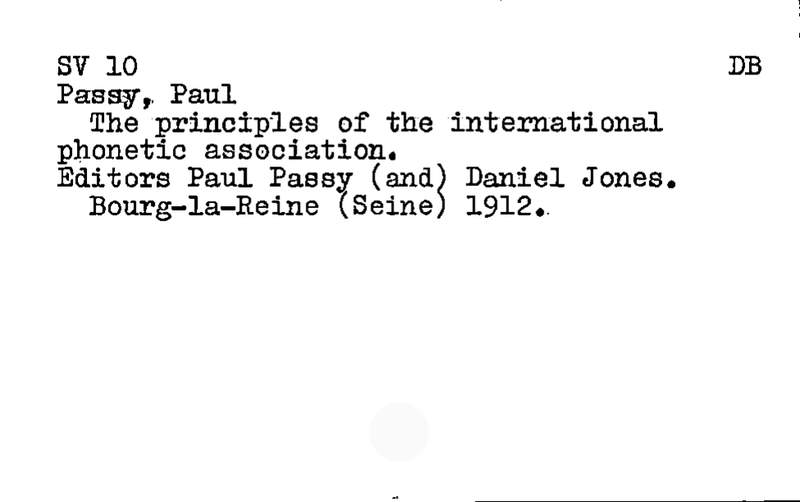 SV 10 DB
Passy, Paul
The principles of the international
phonetic association.
Editors Paul Passy (and) Daniel Jones.
Bourg-la-Reine (Seine) 1912.